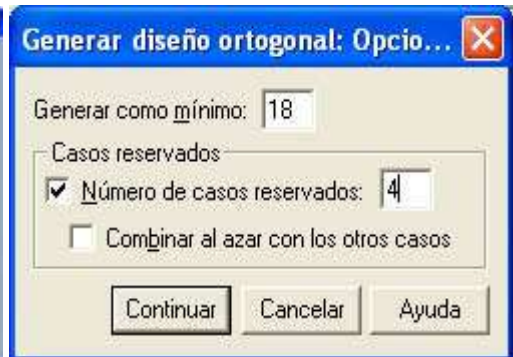 Generar diseño ortogonal: Opcio...
Generar como mínimo: 18
Casos reservados
Número de casos reservados: 4
Combinar al azar con los otros casos
Continuar Cancelar Ayuda